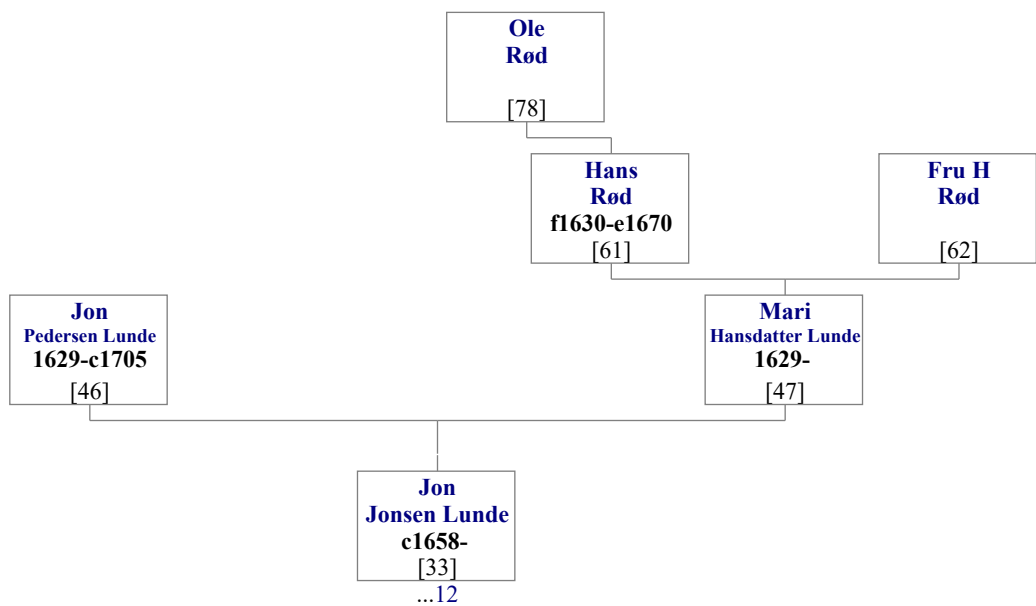 Ole
Rød
[78]
Hans
Rød
f1630-e1670
[61]
Fru H
Rød
[62]
Jon
Pedersen Lunde
1629-c1705
[46]
Mari
Hansdatter Lunde
1629-
[47]
Jon
Jonsen Lunde
c1658-
[33]
...12